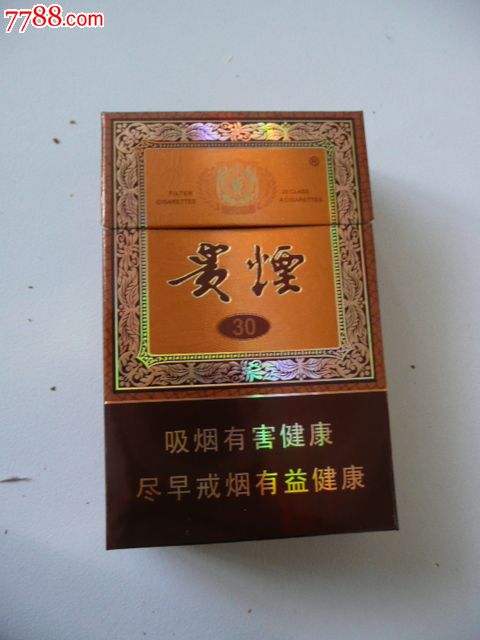 7788.com
®
FILTER
CIGARETTES
20 CLASS
A CIGARETTES
貴煙
30
吸烟有害健康
尽早戒烟有益健康